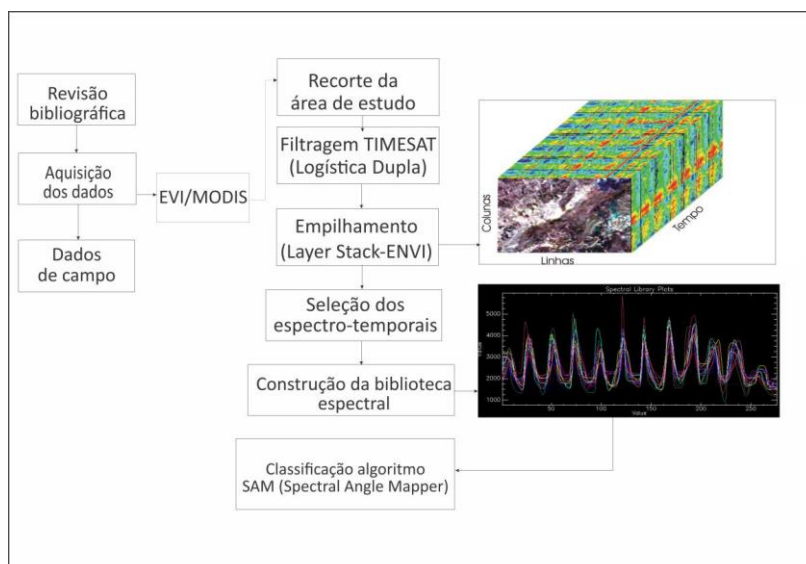 Revisão
bibliográfica
Aquisição
dos dados
Dados
de campo
EVI/MODIS
Recorte da
área de estudo
Filtragem TIMESAT
(Logística Dupla)
Empilhamento
(Layer Stack-ENVI)
Seleção dos
espectro-temporais
Construção da biblioteca
espectral
Classificação algoritmo
SAM (Spectral Angle Mapper)
Colunas
Linhas
Tempo
Spectral Library Plots
Value
5000
4000
3000
2000
1000
50
100
150
200
250
Value